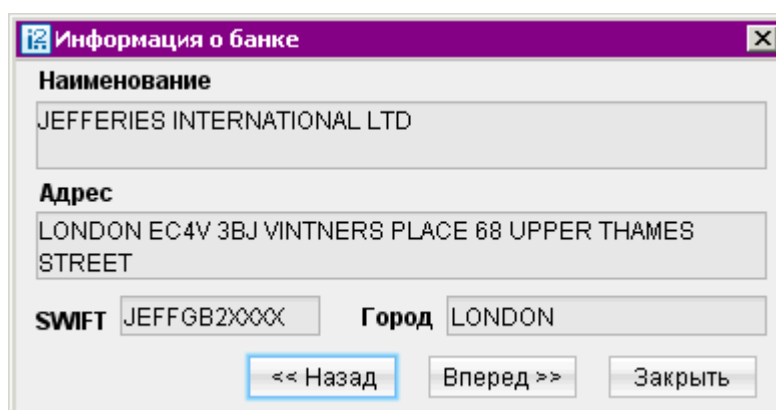 Информация о банке
Наименование
JEFFERIES INTERNATIONAL LTD
Адрес
LONDON EC4V 3BJ VINTNERS PLACE 68 UPPER THAMES
STREET
SWIFT JEFFGB2XXXX Город LONDON
<< Назад Вперед >> Закрыть